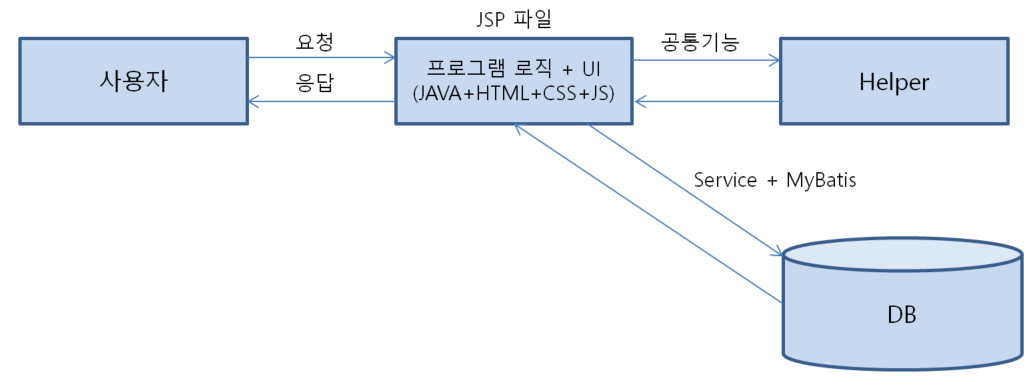 JSP 파일
요청
공통기능
사용자
프로그램 로직 + UI
(JAVA+HTML+CSS+JS)
Helper
응답
Service + MyBatis
DB